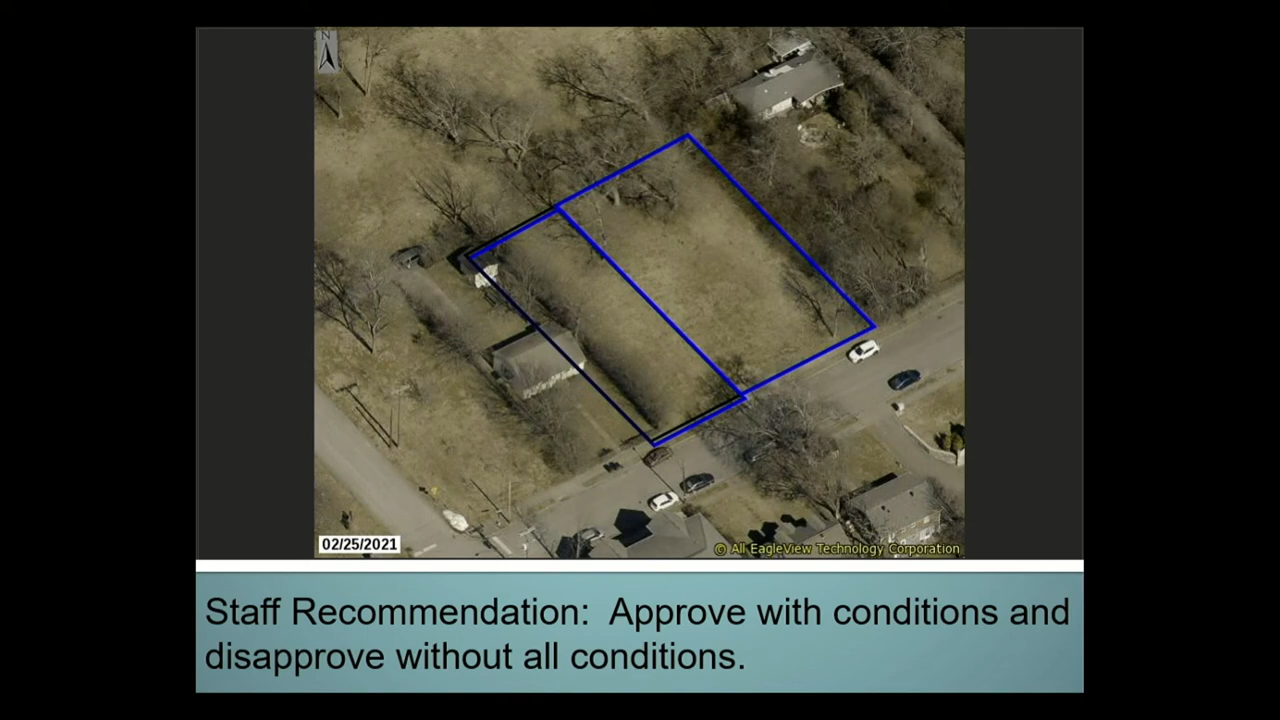 N
02/25/2021
© All EagleView Technology Corporation
Staff Recommendation: Approve with conditions and
disapprove without all conditions.